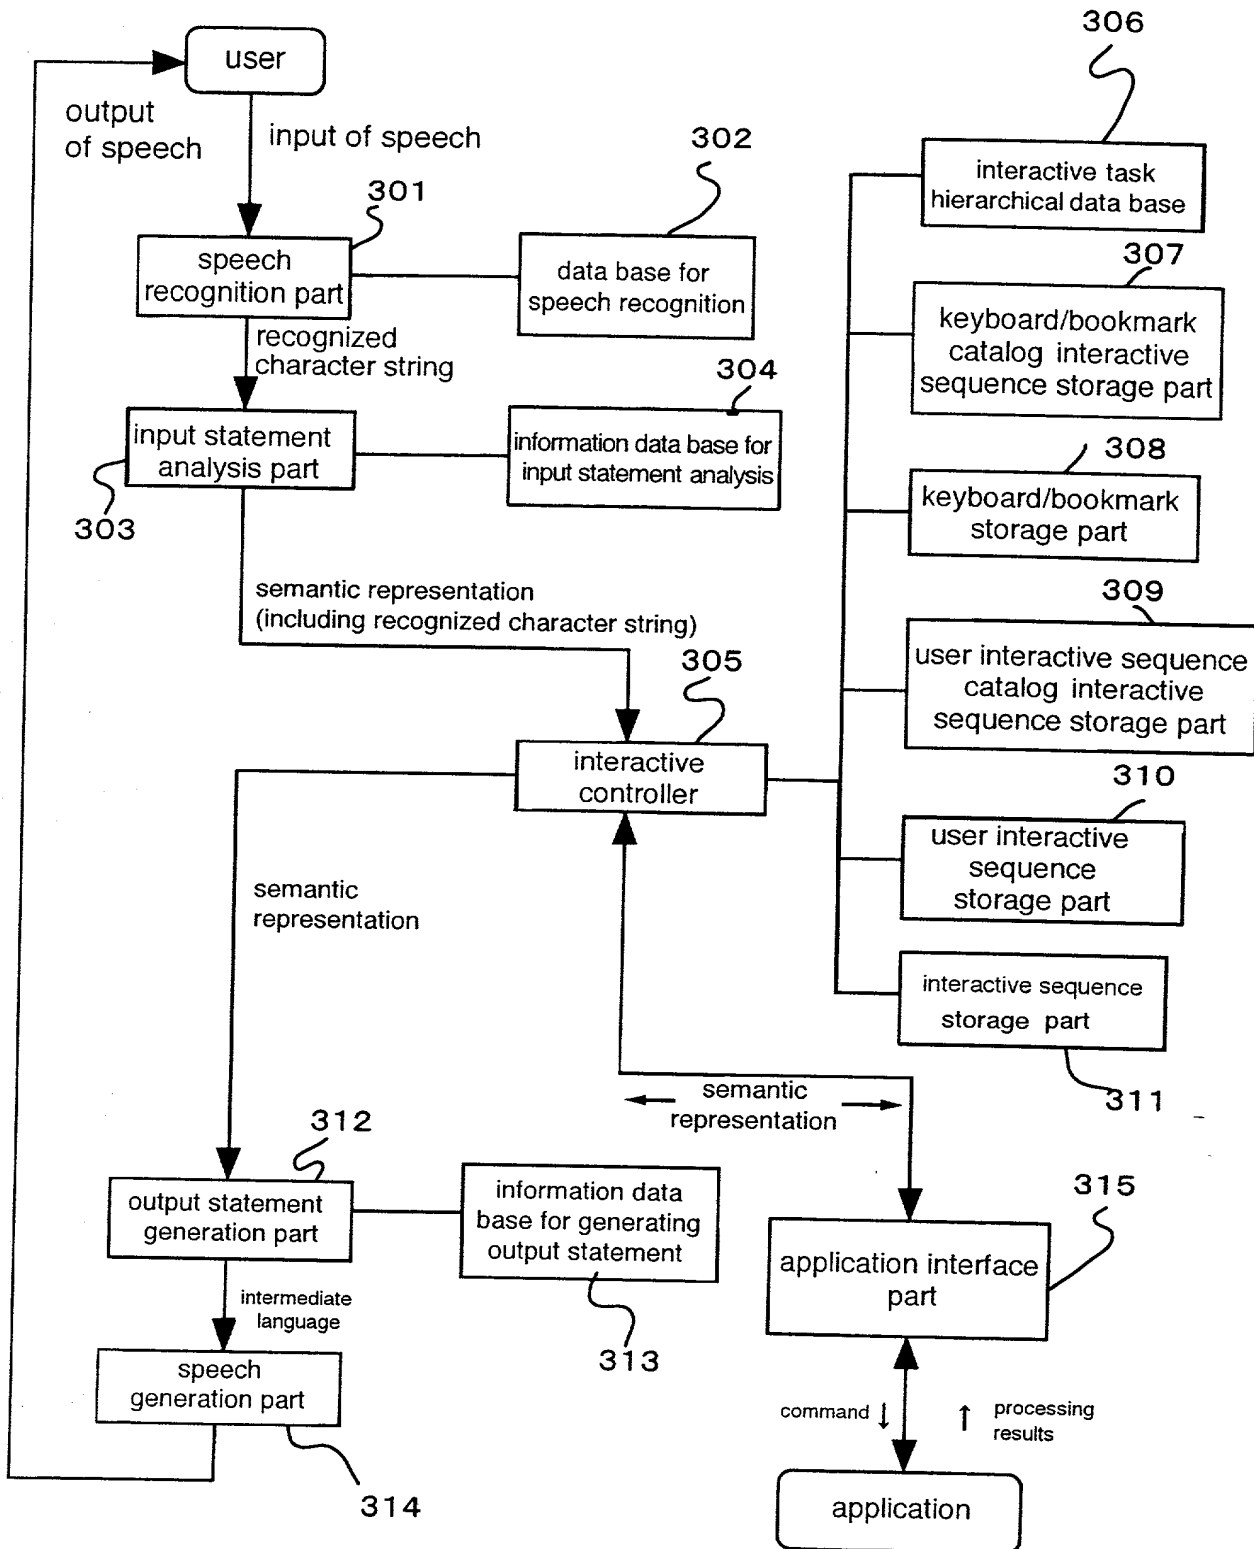 306
user
output
of speech
input of speech
302
interactive task
hierarchical data base
301
speech
recognition part
data base for
speech recognition
307
keyboard/bookmark
catalog interactive
sequence storage part
recognized
character string
304
input statement
analysis part
information data base for
input statement analysis
303
308
keyboard/bookmark
storage part
semantic representation
(including recognized character string)
309
user interactive sequence
catalog interactive
sequence storage part
305
interactive
controller
310
user interactive
sequence
storage part
semantic
representation
interactive sequence
storage part
311
semantic
representation
312
output statement
generation part
information data
base for generating
output statement
313
315
application interface
part
intermediate
language
speech
generation part
314
command ↓
↑ processing
results
application